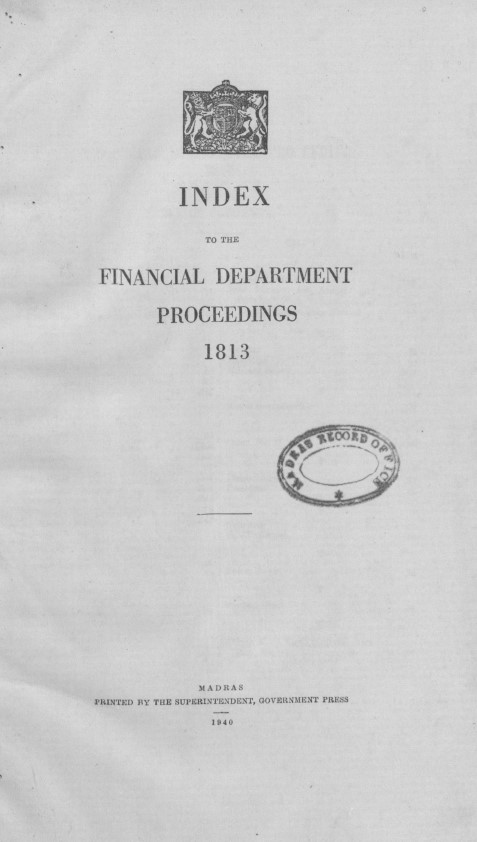 INDEX
TO THE
FINANCIAL DEPARTMENT
PROCEEDINGS
1813
MADRAS RECORD OFFICE
MADRAS
PRINTED BY THE SUPERINTENDENT, GOVERNMENT PRESS
1940